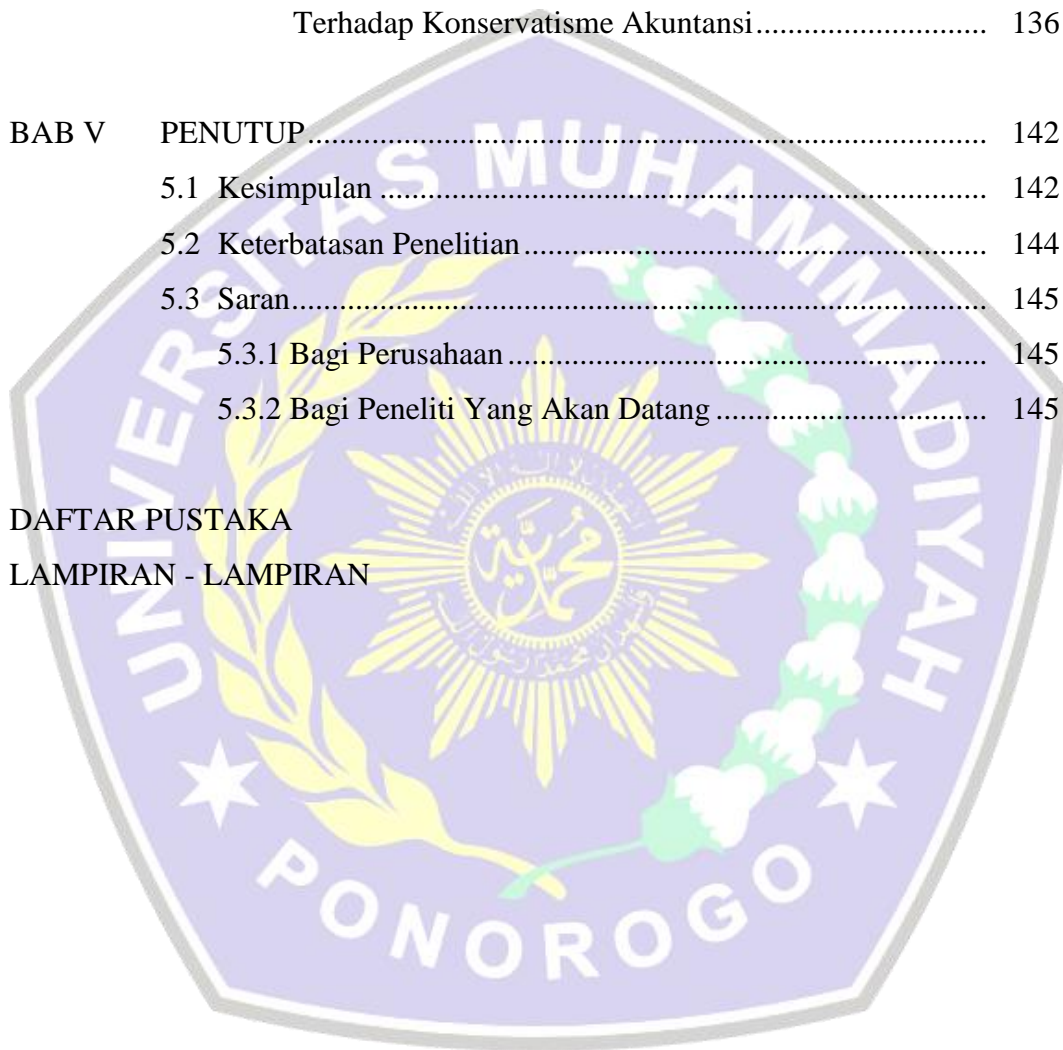 Terhadap Konservatisme Akuntansi............................. 136
BAB V PENUTUP..................................................................................... 142
5.1 Kesimpulan ........................................................................... 142
5.2 Keterbatasan Penelitian ......................................................... 144
5.3 Saran...................................................................................... 145
5.3.1 Bagi Perusahaan ........................................................... 145
5.3.2 Bagi Peneliti Yang Akan Datang ................................. 145
DAFTAR PUSTAKA
LAMPIRAN - LAMPIRAN
UNIVERSITAS MUHAMMADIYAH
PONOROGO
محمدية